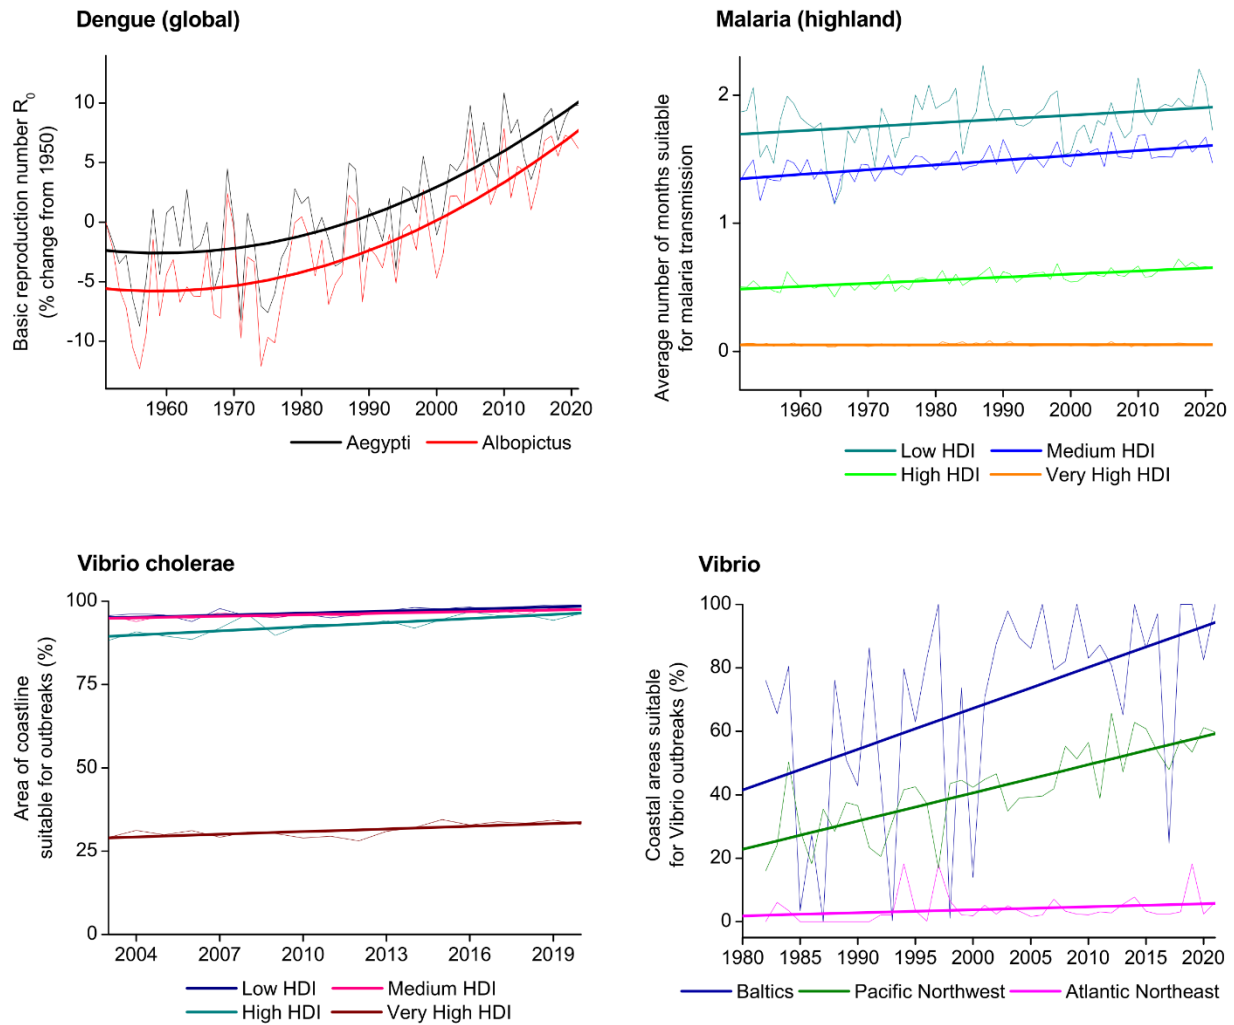 Dengue (global)
Basic reproduction number R0
(% change from 1950)
10
5
0
-5
-10
1960 1970 1980 1990 2000 2010 2020
Aegypti Albopictus
Malaria (highland)
Average number of months suitable
for malaria transmission
2
1
0
1960 1970 1980 1990 2000 2010 2020
Low HDI Medium HDI
High HDI Very High HDI
Vibrio cholerae
Area of coastline
suitable for outbreaks (%)
100
75
50
25
0
2004 2007 2010 2013 2016 2019
Low HDI Medium HDI
High HDI Very High HDI
Vibrio
Coastal areas suitable
for Vibrio outbreaks (%)
100
80
60
40
20
0
1980 1985 1990 1995 2000 2005 2010 2015 2020
Baltics Pacific Northwest Atlantic Northeast